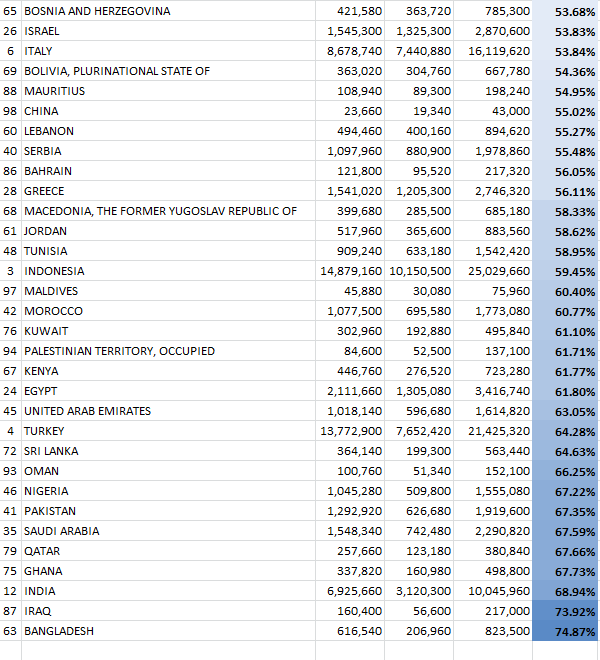 65 BOSNIA AND HERZEGOVINA 421,580 363,720 785,300 53.68%
26 ISRAEL 1,545,300 1,325,300 2,870,600 53.83%
6 ITALY 8,678,740 7,440,880 16,119,620 53.84%
69 BOLIVIA, PLURINATIONAL STATE OF 363,020 304,760 667,780 54.36%
88 MAURITIUS 108,940 89,300 198,240 54.95%
98 CHINA 23,660 19,340 43,000 55.02%
60 LEBANON 494,460 400,160 894,620 55.27%
40 SERBIA 1,097,960 880,900 1,978,860 55.48%
86 BAHRAIN 121,800 95,520 217,320 56.05%
28 GREECE 1,541,020 1,205,300 2,746,320 56.11%
68 MACEDONIA, THE FORMER YUGOSLAV REPUBLIC OF 399,680 285,500 685,180 58.33%
61 JORDAN 517,960 365,600 883,560 58.62%
48 TUNISIA 909,240 633,180 1,542,420 58.95%
3 INDONESIA 14,879,160 10,150,500 25,029,660 59.45%
97 MALDIVES 45,880 30,080 75,960 60.40%
42 MOROCCO 1,077,500 695,580 1,773,080 60.77%
76 KUWAIT 302,960 192,880 495,840 61.10%
94 PALESTINIAN TERRITORY, OCCUPIED 84,600 52,500 137,100 61.71%
67 KENYA 446,760 276,520 723,280 61.77%
24 EGYPT 2,111,660 1,305,080 3,416,740 61.80%
45 UNITED ARAB EMIRATES 1,018,140 596,680 1,614,820 63.05%
4 TURKEY 13,772,900 7,652,420 21,425,320 64.28%
72 SRI LANKA 364,140 199,300 563,440 64.63%
93 OMAN 100,760 51,340 152,100 66.25%
46 NIGERIA 1,045,280 509,800 1,555,080 67.22%
41 PAKISTAN 1,292,920 626,680 1,919,600 67.35%
35 SAUDI ARABIA 1,548,340 742,480 2,290,820 67.59%
79 QATAR 257,660 123,180 380,840 67.66%
75 GHANA 337,820 160,980 498,800 67.73%
12 INDIA 6,925,660 3,120,300 10,045,960 68.94%
87 IRAQ 160,400 56,600 217,000 73.92%
63 BANGLADESH 616,540 206,960 823,500 74.87%